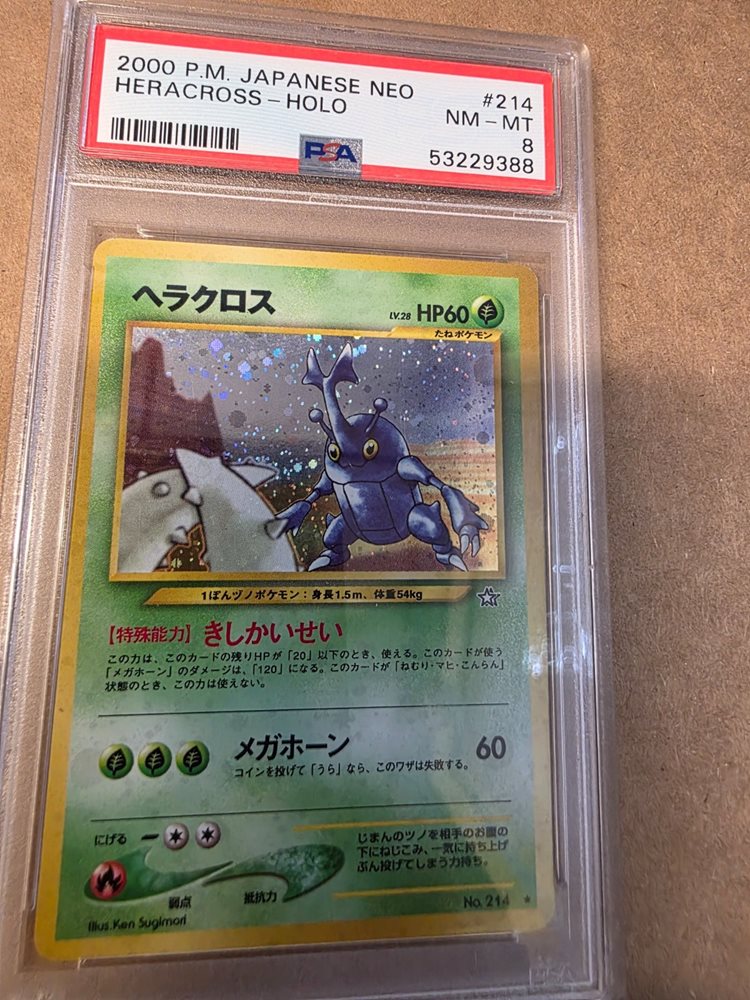 2000 P.M. JAPANESE NEO #214
HERACROSS-HOLO NM-MT
8
PSA 53229388
ヘラクロス LV.28 HP60
たねポケモン
1ぽんヅノポケモン:身長1.5m、体重54kg
【特殊能力】きしかいせい
この力は、このカードの残りHPが「20」以下のとき、使える。このカードが使う
「メガホーン」のダメージは、「120」になる。このカードが「ねむり・マヒ・こんらん」
状態のとき、この力は使えない。
メガホーン 60
コインを投げて「うら」なら、このワザは失敗する。
にげる
じまんのツノを相手のお腹の
下にねじこみ、一気に持ち上げ
ぶん投げてしまう力持ち。
弱点 抵抗力
No.214
Illus.Ken Sugimori